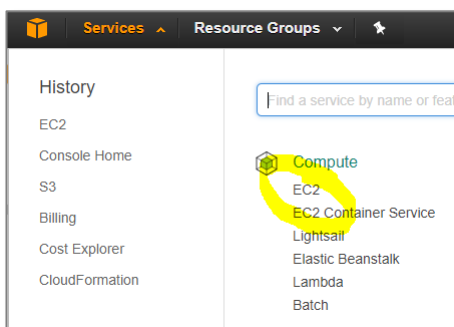 Services Resource Groups
History
EC2
Console Home
S3
Billing
Cost Explorer
CloudFormation
Find a service by name or feat
Compute
EC2
EC2 Container Service
Lightsail
Elastic Beanstalk
Lambda
Batch